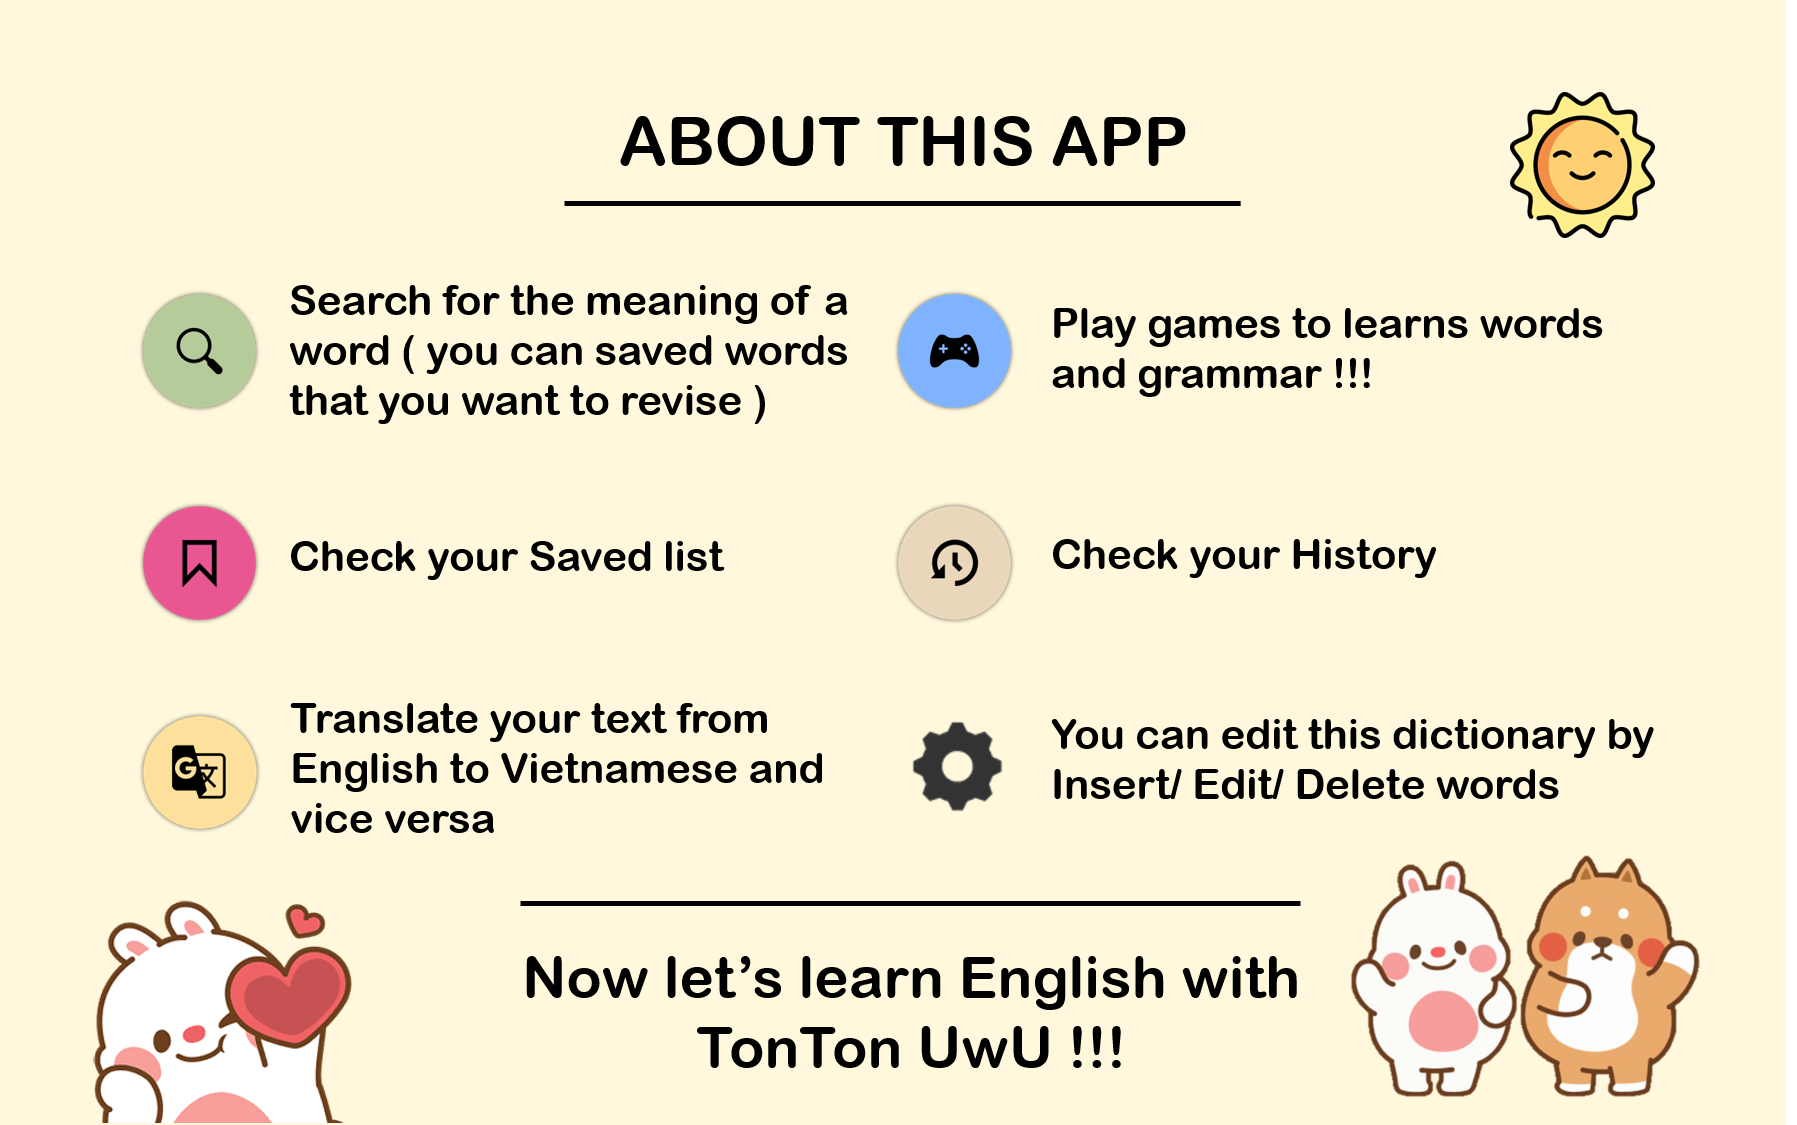 ABOUT THIS APP
Search for the meaning of a
word ( you can saved words
that you want to revise )
Play games to learns words
and grammar !!!
Check your Saved list
Check your History
Translate your text from
English to Vietnamese and
vice versa
You can edit this dictionary by
Insert/ Edit/ Delete words
Now let’s learn English with
TonTon UwU !!!